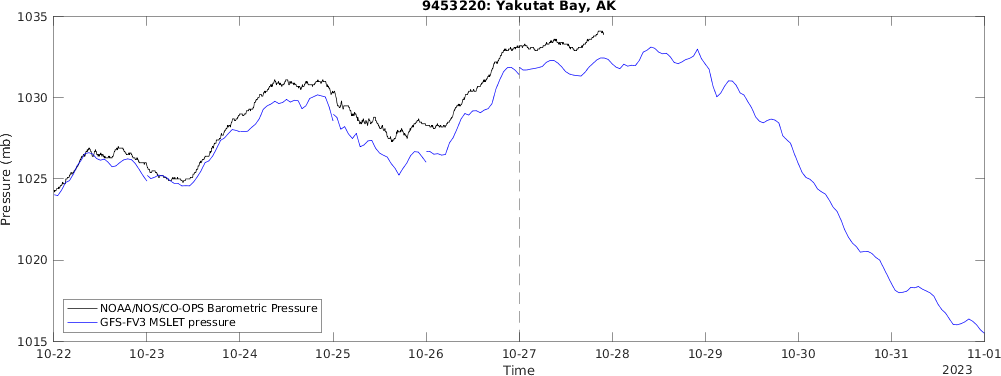 9453220: Yakutat Bay, AK
Pressure (mb)
1035
1030
1025
1020
1015
NOAA/NOS/CO-OPS Barometric Pressure
GFS-FV3 MSLET pressure
10-22 10-23 10-24 10-25 10-26 10-27 10-28 10-29 10-30 10-31 11-01
Time
2023